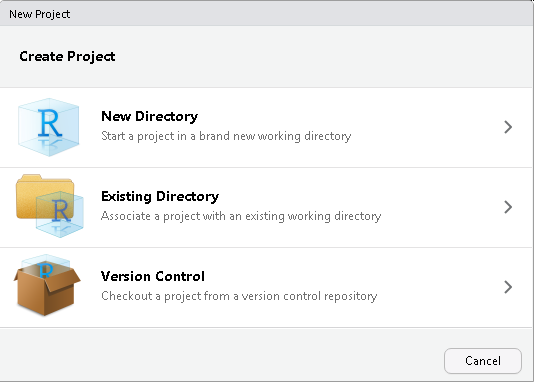 New Project
Create Project
New Directory
Start a project in a brand new working directory
Existing Directory
Associate a project with an existing working directory
Version Control
Checkout a project from a version control repository
Cancel